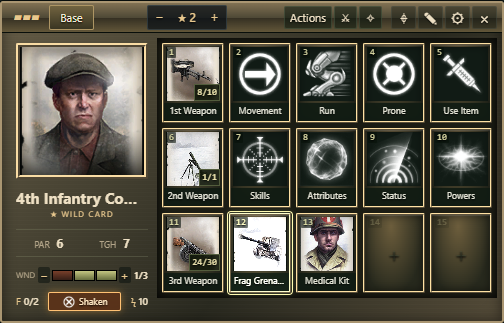 Base
− ★ 2 +
Actions
1
8/10
1st Weapon
2
Movement
3
Run
4
Prone
5
Use Item
6
1/1
2nd Weapon
7
Skills
8
Attributes
9
Status
10
Powers
11
24/30
3rd Weapon
12
Frag Grena...
13
Medical Kit
14
15
4th Infantry Co...
★ WILD CARD
PAR 6 TGH 7
WND − + 1/3
F 0/2 Shaken 10